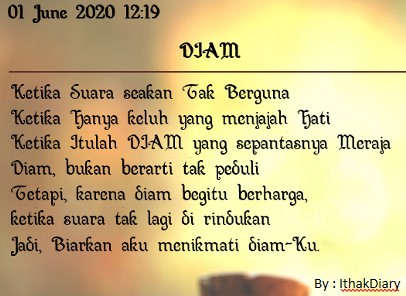 01 June 2020 12:19
DIAM
Ketika Suara seakan Tak Berguna
Ketika Hanya keluh yang menjajah Hati
Ketika Itulah DIAM yang sepantasnya Meraja
Diam, bukan berarti tak peduli
Tetapi, karena diam begitu berharga,
ketika suara tak lagi di rindukan
Jadi, Biarkan aku menikmati diam-Ku.
By : IthakDiary